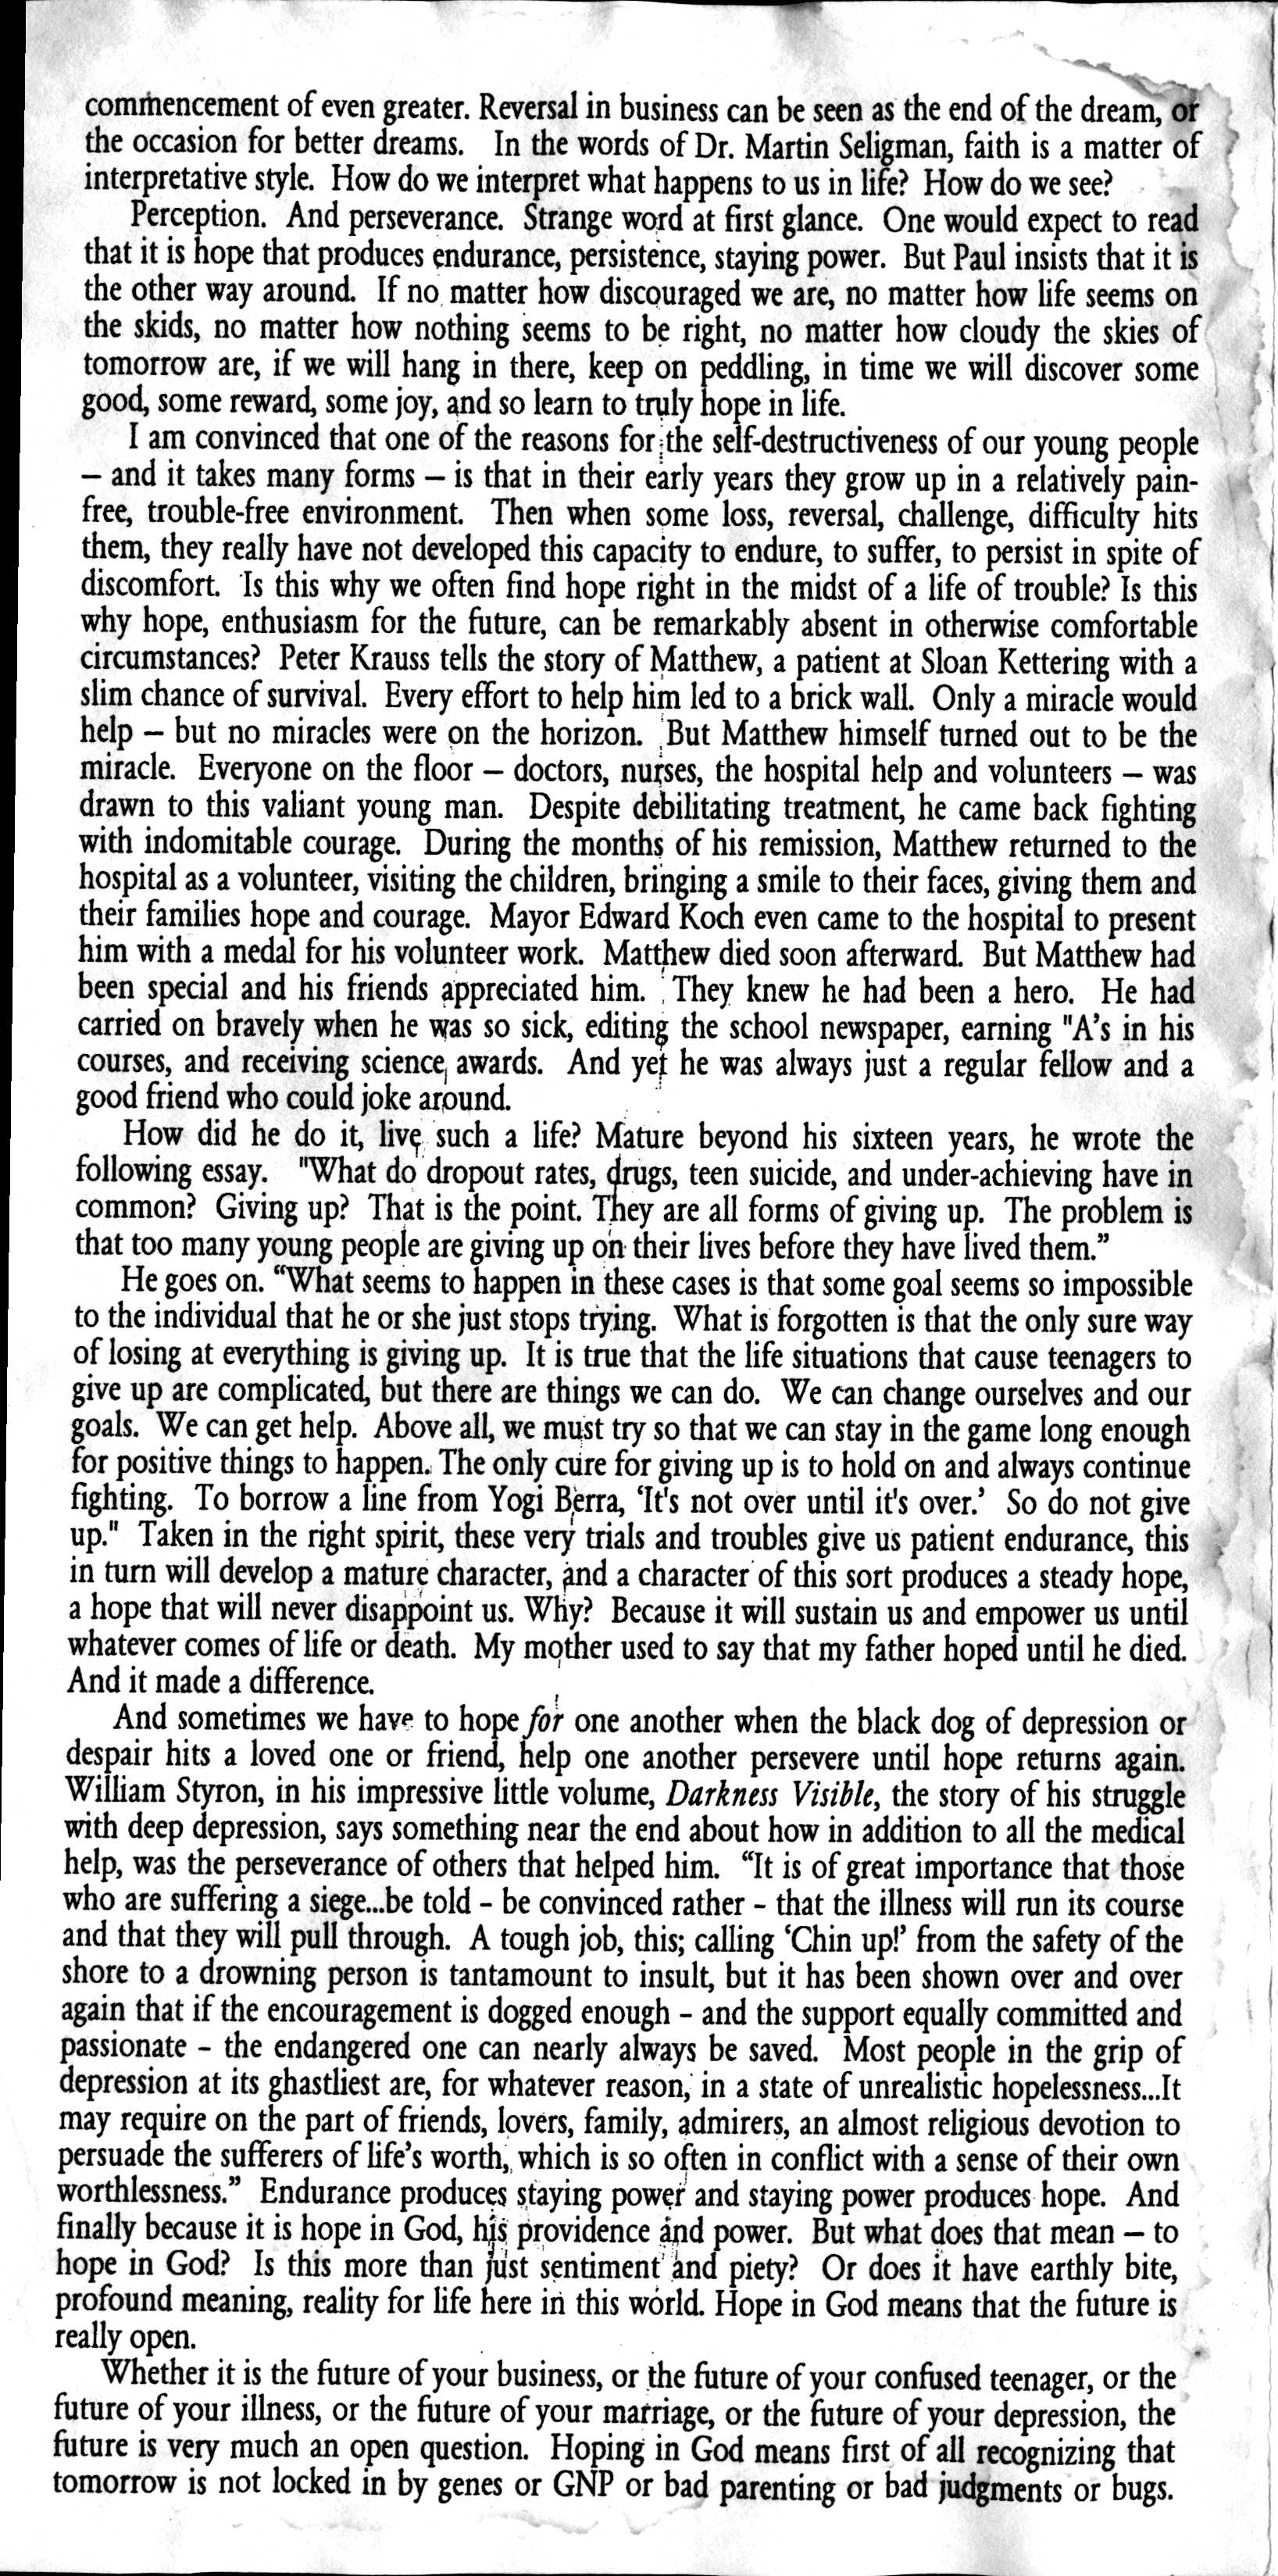 commencement of even greater. Reversal in business can be seen as the end of the dream, or
the occasion for better dreams. In the words of Dr. Martin Seligman, faith is a matter of
interpretative style. How do we interpret what happens to us in life? How do we see?
Perception. And perseverance. Strange word at first glance. One would expect to read
that it is hope that produces endurance, persistence, staying power. But Paul insists that it is
the other way around. If no matter how discouraged we are, no matter how life seems on
the skids, no matter how nothing seems to be right, no matter how cloudy the skies of
tomorrow are, if we will hang in there, keep on peddling, in time we will discover some
good, some reward, some joy, and so learn to truly hope in life.
I am convinced that one of the reasons for the self-destructiveness of our young people
– and it takes many forms – is that in their early years they grow up in a relatively pain-
free, trouble-free environment. Then when some loss, reversal, challenge, difficulty hits
them, they really have not developed this capacity to endure, to suffer, to persist in spite of
discomfort. Is this why we often find hope right in the midst of a life of trouble? Is this
why hope, enthusiasm for the future, can be remarkably absent in otherwise comfortable
circumstances? Peter Krauss tells the story of Matthew, a patient at Sloan Kettering with a
slim chance of survival. Every effort to help him led to a brick wall. Only a miracle would
help – but no miracles were on the horizon. But Matthew himself turned out to be the
miracle. Everyone on the floor – doctors, nurses, the hospital help and volunteers – was
drawn to this valiant young man. Despite debilitating treatment, he came back fighting
with indomitable courage. During the months of his remission, Matthew returned to the
hospital as a volunteer, visiting the children, bringing a smile to their faces, giving them and
their families hope and courage. Mayor Edward Koch even came to the hospital to present
him with a medal for his volunteer work. Matthew died soon afterward. But Matthew had
been special and his friends appreciated him. They knew he had been a hero. He had
carried on bravely when he was so sick, editing the school newspaper, earning "A's in his
courses, and receiving science awards. And yet he was always just a regular fellow and a
good friend who could joke around.
How did he do it, live such a life? Mature beyond his sixteen years, he wrote the
following essay. "What do dropout rates, drugs, teen suicide, and under-achieving have in
common? Giving up? That is the point. They are all forms of giving up. The problem is
that too many young people are giving up on their lives before they have lived them.”
He goes on. “What seems to happen in these cases is that some goal seems so impossible
to the individual that he or she just stops trying. What is forgotten is that the only sure way
of losing at everything is giving up. It is true that the life situations that cause teenagers to
give up are complicated, but there are things we can do. We can change ourselves and our
goals. We can get help. Above all, we must try so that we can stay in the game long enough
for positive things to happen. The only cure for giving up is to hold on and always continue
fighting. To borrow a line from Yogi Berra, ‘It's not over until it's over.’ So do not give
up." Taken in the right spirit, these very trials and troubles give us patient endurance, this
in turn will develop a mature character, and a character of this sort produces a steady hope,
a hope that will never disappoint us. Why? Because it will sustain us and empower us until
whatever comes of life or death. My mother used to say that my father hoped until he died.
And it made a difference.
And sometimes we have to hope for one another when the black dog of depression or
despair hits a loved one or friend, help one another persevere until hope returns again.
William Styron, in his impressive little volume, Darkness Visible, the story of his struggle
with deep depression, says something near the end about how in addition to all the medical
help, was the perseverance of others that helped him. “It is of great importance that those
who are suffering a siege...be told - be convinced rather - that the illness will run its course
and that they will pull through. A tough job, this; calling ‘Chin up!’ from the safety of the
shore to a drowning person is tantamount to insult, but it has been shown over and over
again that if the encouragement is dogged enough - and the support equally committed and
passionate - the endangered one can nearly always be saved. Most people in the grip of
depression at its ghastliest are, for whatever reason, in a state of unrealistic hopelessness...It
may require on the part of friends, lovers, family, admirers, an almost religious devotion to
persuade the sufferers of life’s worth, which is so often in conflict with a sense of their own
worthlessness.” Endurance produces staying power and staying power produces hope. And
finally because it is hope in God, his providence and power. But what does that mean – to
hope in God? Is this more than just sentiment and piety? Or does it have earthly bite,
profound meaning, reality for life here in this world. Hope in God means that the future is
really open.
Whether it is the future of your business, or the future of your confused teenager, or the
future of your illness, or the future of your marriage, or the future of your depression, the
future is very much an open question. Hoping in God means first of all recognizing that
tomorrow is not locked in by genes or GNP or bad parenting or bad judgments or bugs.